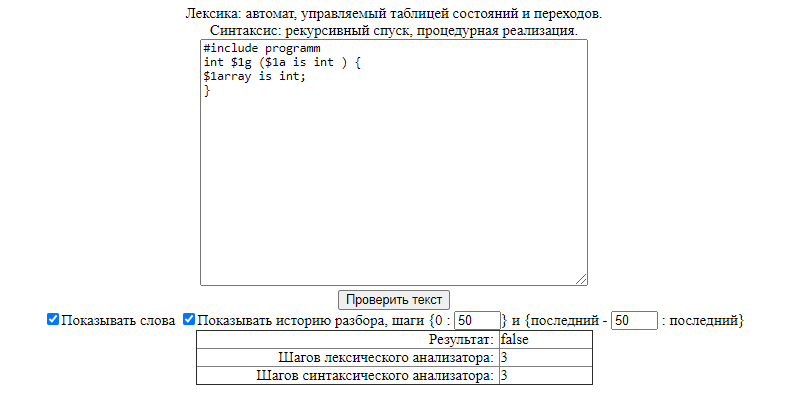 Лексика: автомат, управляемый таблицей состояний и переходов.
Синтаксис: рекурсивный спуск, процедурная реализация.
#include programm
int $1g ($1a is int ) {
$1array is int;
}
Проверить текст
Показывать слова Показывать историю разбора, шаги {0 : 50} и {последний - 50 : последний}
Результат: false
Шагов лексического анализатора: 3
Шагов синтаксического анализатора: 3